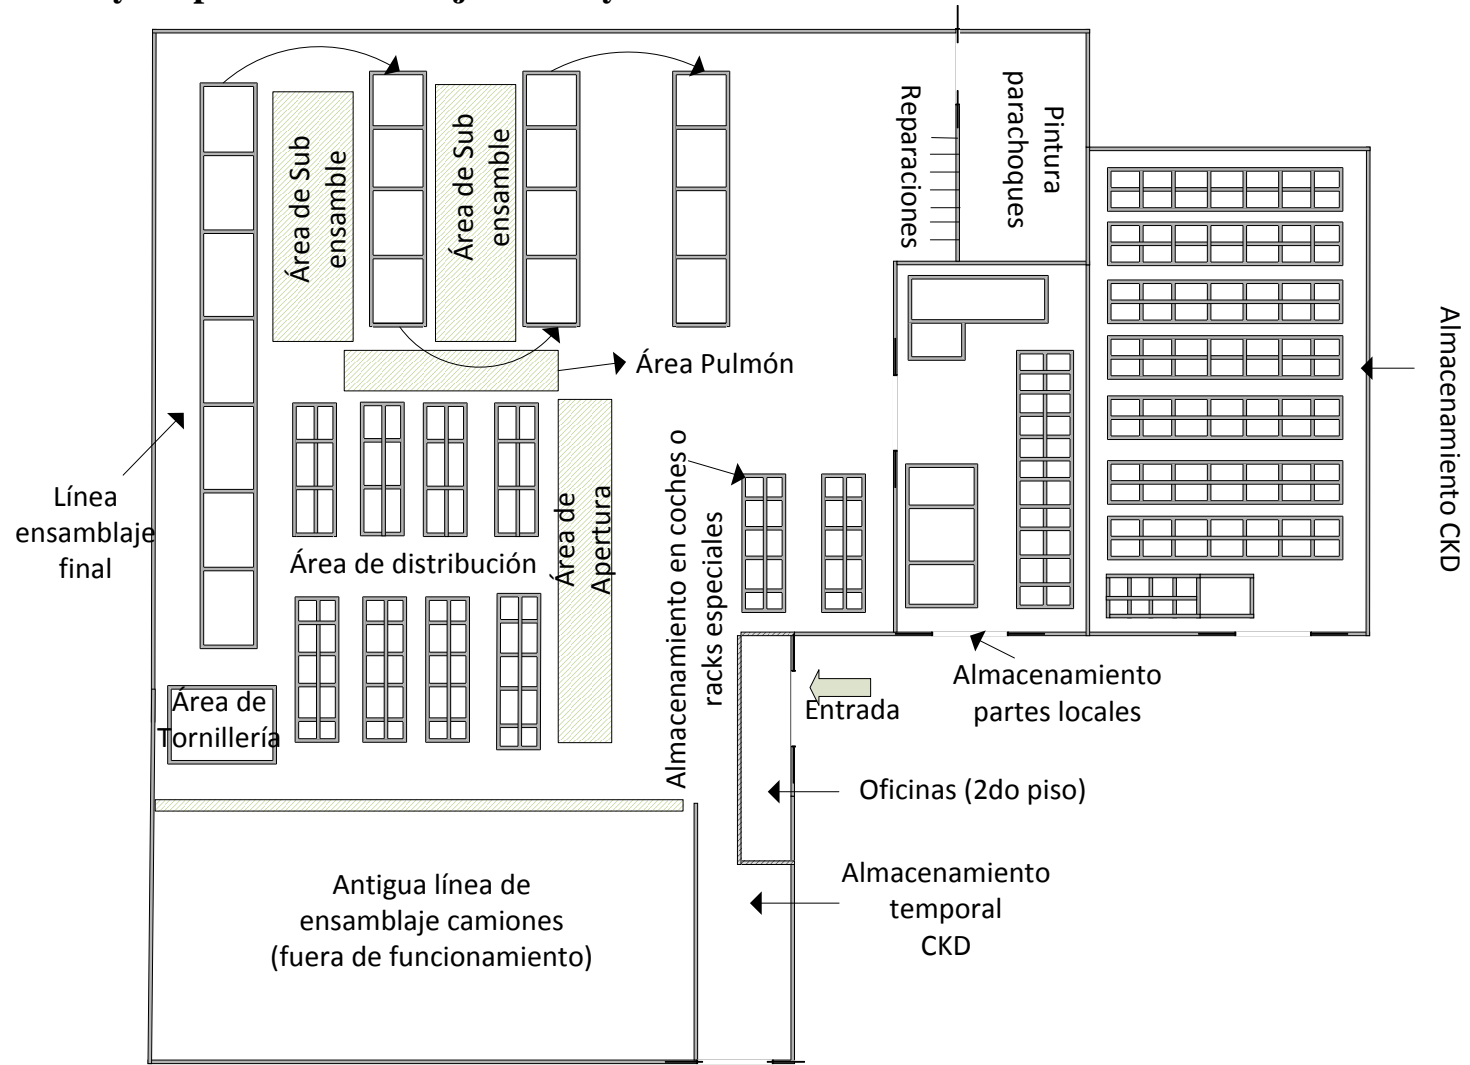 Área de Sub
ensamble
Área de Sub
ensamble
Reparaciones
Pintura
parachoques
Área Pulmón
Almacenamiento CKD
Línea
ensamblaje
final
Área de distribución
Área de
Apertura
Almacenamiento en coches o
racks especiales
Área de
Tornillería
Almacenamiento
partes locales
Entrada
Oficinas (2do piso)
Almacenamiento
temporal
CKD
Antigua línea de
ensamblaje camiones
(fuera de funcionamiento)